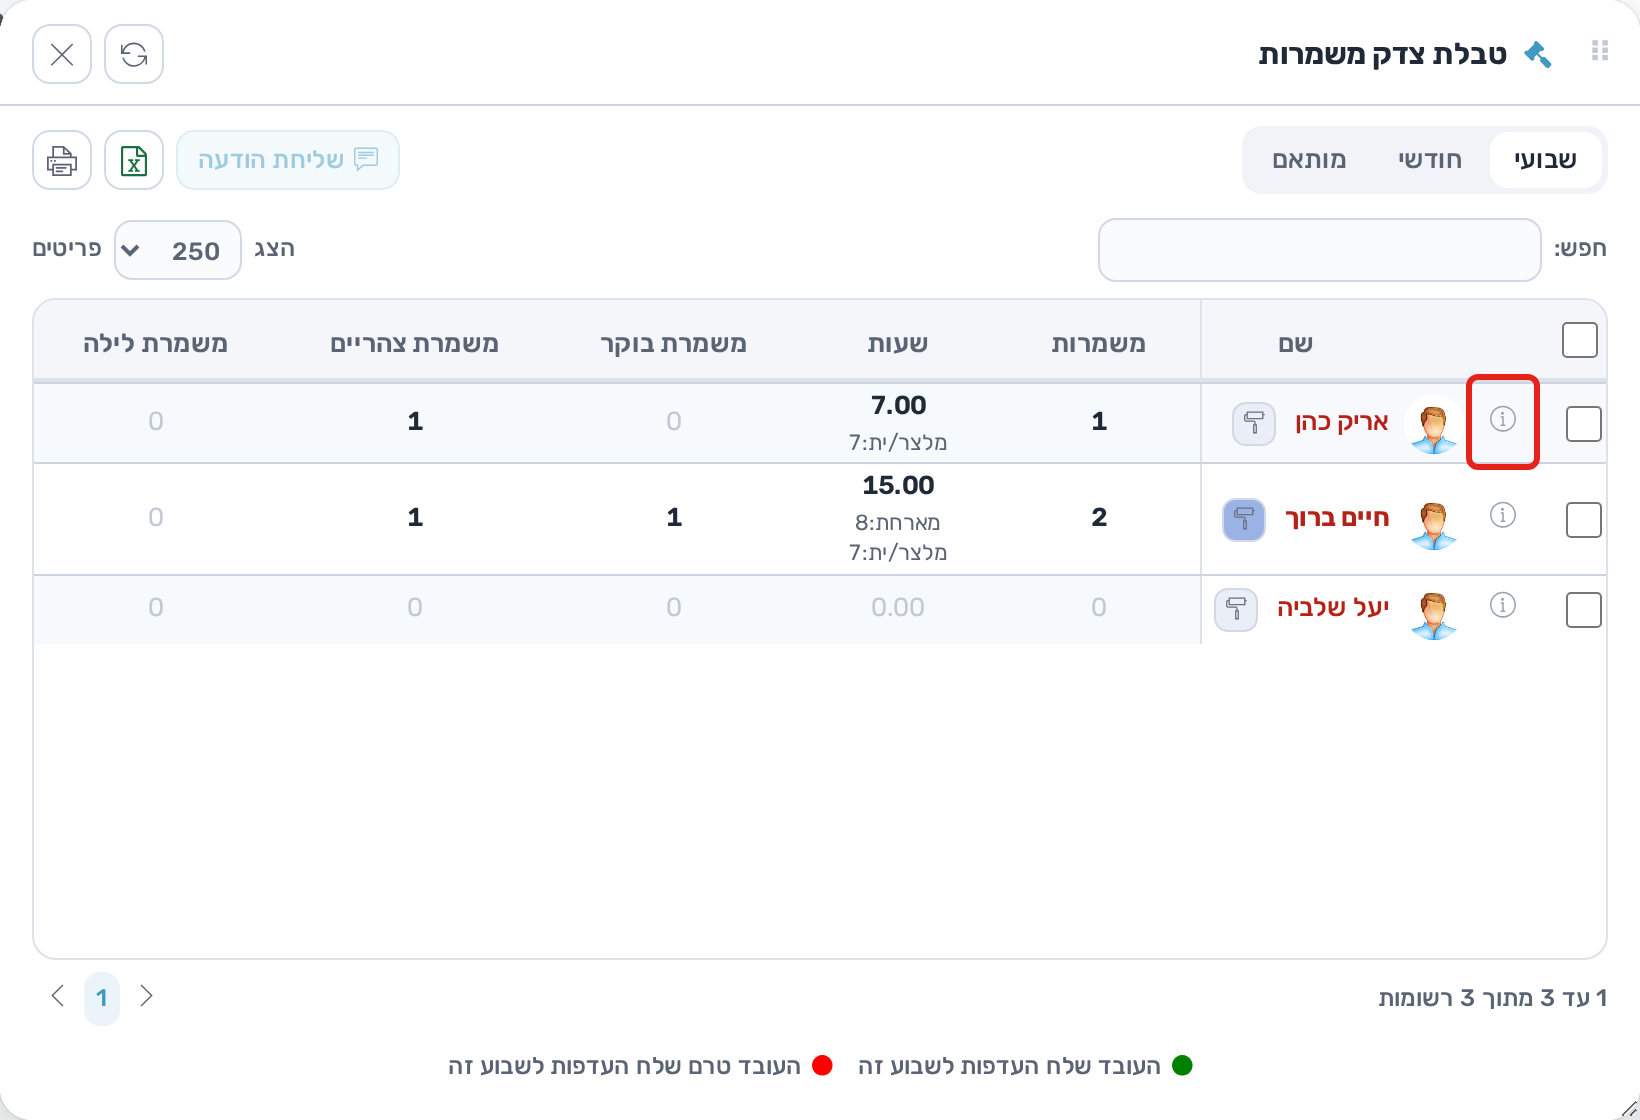 טבלת צדק משמרות
שבועי חודשי מותאם
שליחת הודעה
חפש:
הצג 250 פריטים
שם משמרות שעות משמרת בוקר משמרת צהריים משמרת לילה
אריק כהן 1 7.00 0 1 0
מלצר/ית:7
חיים ברוך 2 15.00 1 1 0
מארחת:8
מלצר/ית:7
יעל שלביה 0 0.00 0 0 0
1 עד 3 מתוך 3 רשומות
1
העובד שלח העדפות לשבוע זה העובד טרם שלח העדפות לשבוע זה